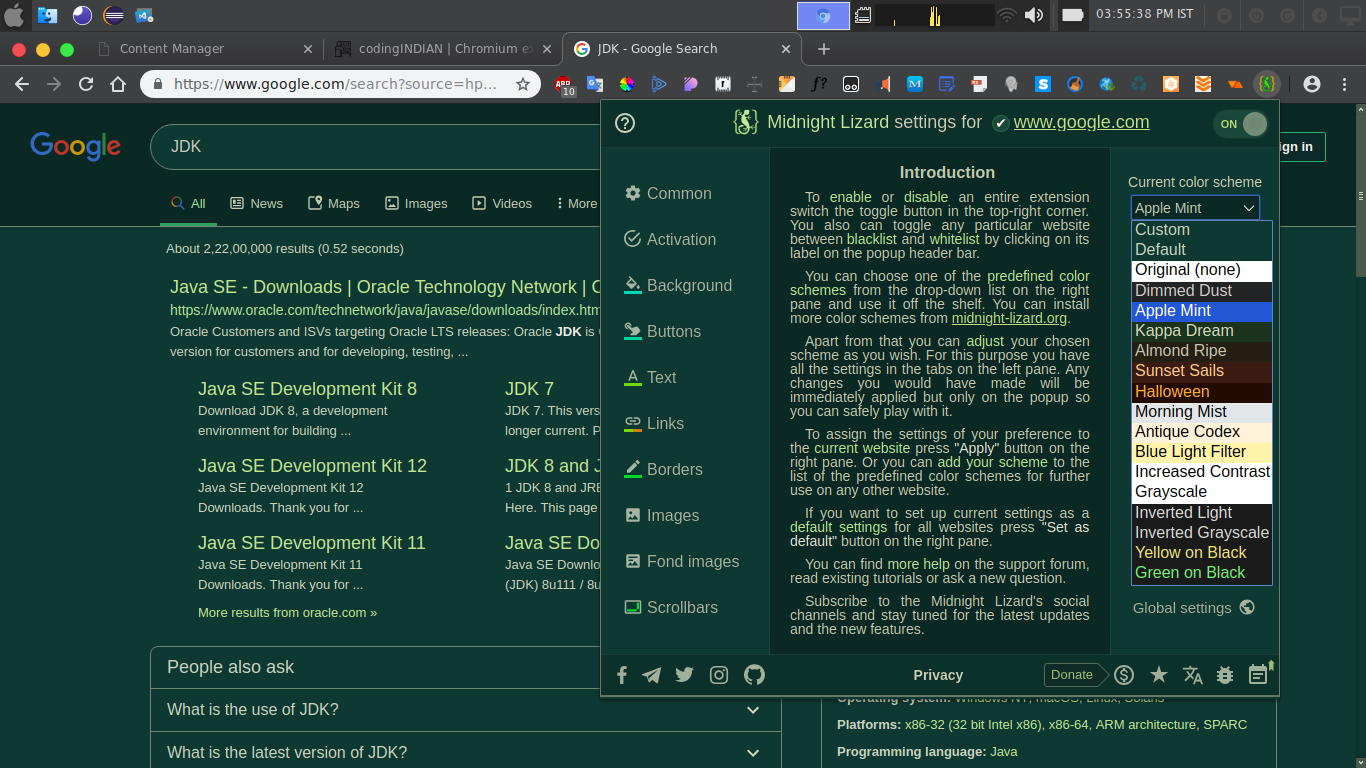 03:55:38 PM IST
Content Manager
codingINDIAN | Chromium ex
JDK - Google Search
https://www.google.com/search?source=hp...
ABD
10
f?
M
S
Midnight Lizard settings for www.google.com
ON
Google
JDK
gn in
All
News
Maps
Images
Videos
More
About 2,22,00,000 results (0.52 seconds)
Java SE - Downloads | Oracle Technology Network | O
https://www.oracle.com/technetwork/java/javase/downloads/index.htm
Oracle Customers and ISVs targeting Oracle LTS releases: Oracle JDK is
version for customers and for developing, testing, ...
Java SE Development Kit 8
Download JDK 8, a development
environment for building ...
JDK 7
JDK 7. This vers
longer current. P
Java SE Development Kit 12
Java SE Development Kit 12
Downloads. Thank you for ...
JDK 8 and J
1 JDK 8 and JRE
Here. This page
Java SE Development Kit 11
Java SE Development Kit 11
Downloads. Thank you for ...
Java SE Do
Java SE Downlo
(JDK) 8u111 / 8u
More results from oracle.com »
People also ask
What is the use of JDK?
What is the latest version of JDK?
Common
Activation
Background
Buttons
Text
Links
Borders
Images
Fond images
Scrollbars
Introduction
To enable or disable an entire extension
switch the toggle button in the top-right corner.
You also can toggle any particular website
between blacklist and whitelist by clicking on its
label on the popup header bar.
You can choose one of the predefined color
schemes from the drop-down list on the right
pane and use it off the shelf. You can install
more color schemes from midnight-lizard.org.
Apart from that you can adjust your chosen
scheme as you wish. For this purpose you have
all the settings in the tabs on the left pane. Any
changes you would have made will be
immediately applied but only on the popup so
you can safely play with it.
To assign the settings of your preference to
the current website press "Apply" button on the
right pane. Or you can add your scheme to the
list of the predefined color schemes for further
use on any other website.
If you want to set up current settings as a
default settings for all websites press "Set as
default" button on the right pane.
You can find more help on the support forum,
read existing tutorials or ask a new question.
Subscribe to the Midnight Lizard's social
channels and stay tuned for the latest updates
and the new features.
Current color scheme
Apple Mint
Custom
Default
Original (none)
Dimmed Dust
Apple Mint
Kappa Dream
Almond Ripe
Sunset Sails
Halloween
Morning Mist
Antique Codex
Blue Light Filter
Increased Contrast
Grayscale
Inverted Light
Inverted Grayscale
Yellow on Black
Green on Black
Global settings
Privacy
Donate
Operating system: Windows NT, macOS, Linux, Solaris
Platforms: x86-32 (32 bit Intel x86), x86-64, ARM architecture, SPARC
Programming language: Java